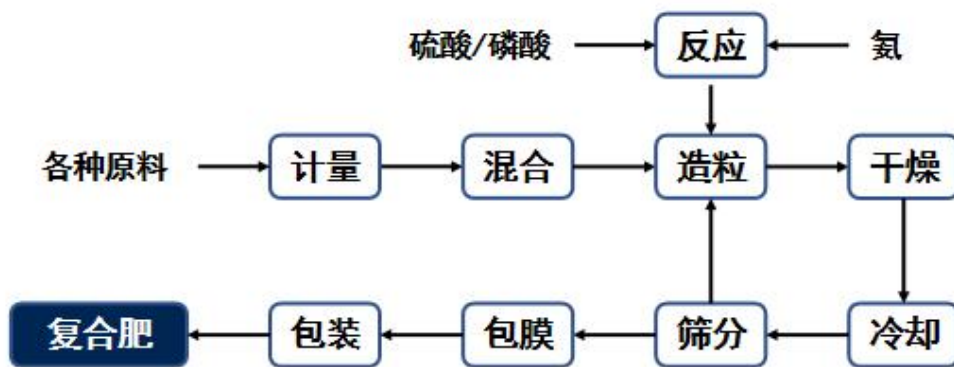 硫酸/磷酸 反应 氨
各种原料 计量 混合 造粒 干燥
复合肥 包装 包膜 筛分 冷却